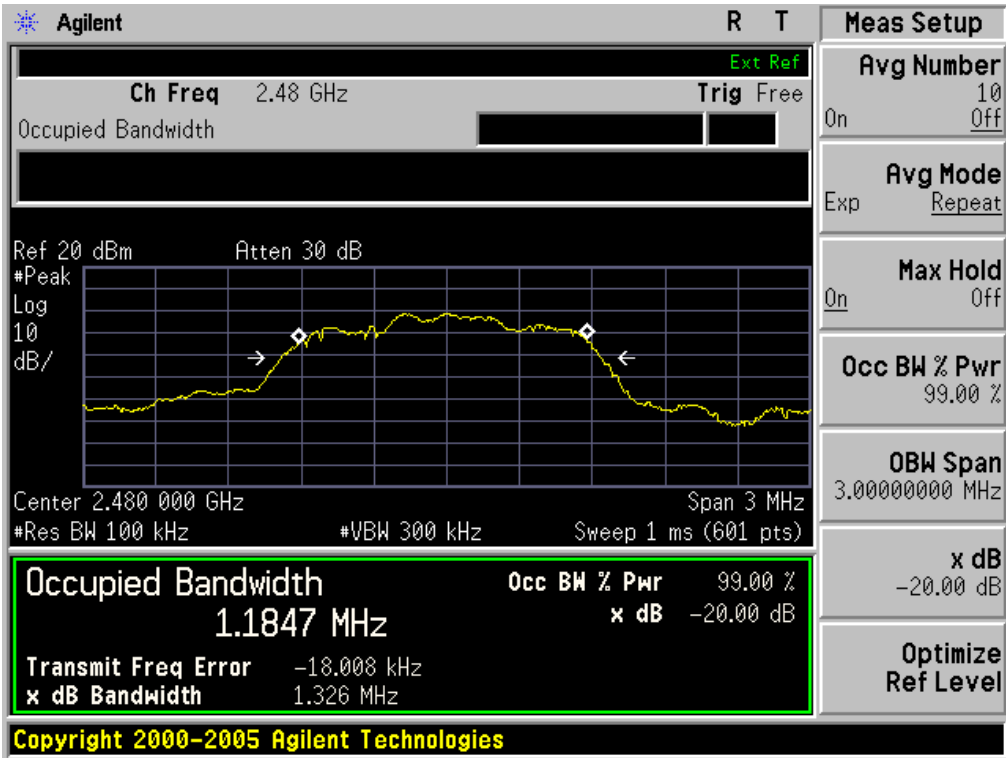 Agilent R T
Ext Ref
Ch Freq 2.48 GHz Trig Free
Occupied Bandwidth
Ref 20 dBm Atten 30 dB
#Peak
Log
10
dB/
Center 2.480 000 GHz Span 3 MHz
#Res BW 100 kHz #VBW 300 kHz Sweep 1 ms (601 pts)
Occupied Bandwidth Occ BW % Pwr 99.00 %
1.1847 MHz x dB -20.00 dB
Transmit Freq Error -18.008 kHz
x dB Bandwidth 1.326 MHz
Copyright 2000-2005 Agilent Technologies
Meas Setup
Avg Number
10
On Off
Avg Mode
Exp Repeat
Max Hold
On Off
Occ BW % Pwr
99.00 %
OBW Span
3.00000000 MHz
x dB
-20.00 dB
Optimize
Ref Level